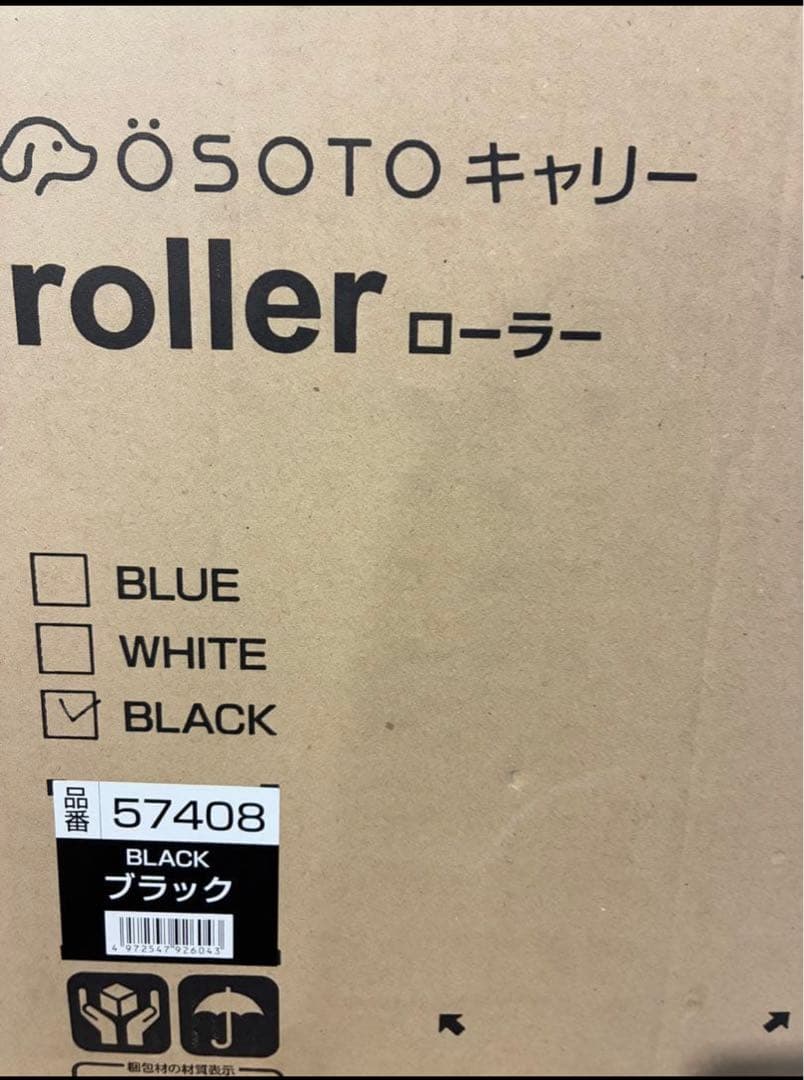 ÖSOTO キャリー
roller ローラー
BLUE
WHITE
BLACK
品番 57408
BLACK
ブラック
4 972547 926043
梱包材の材質表示